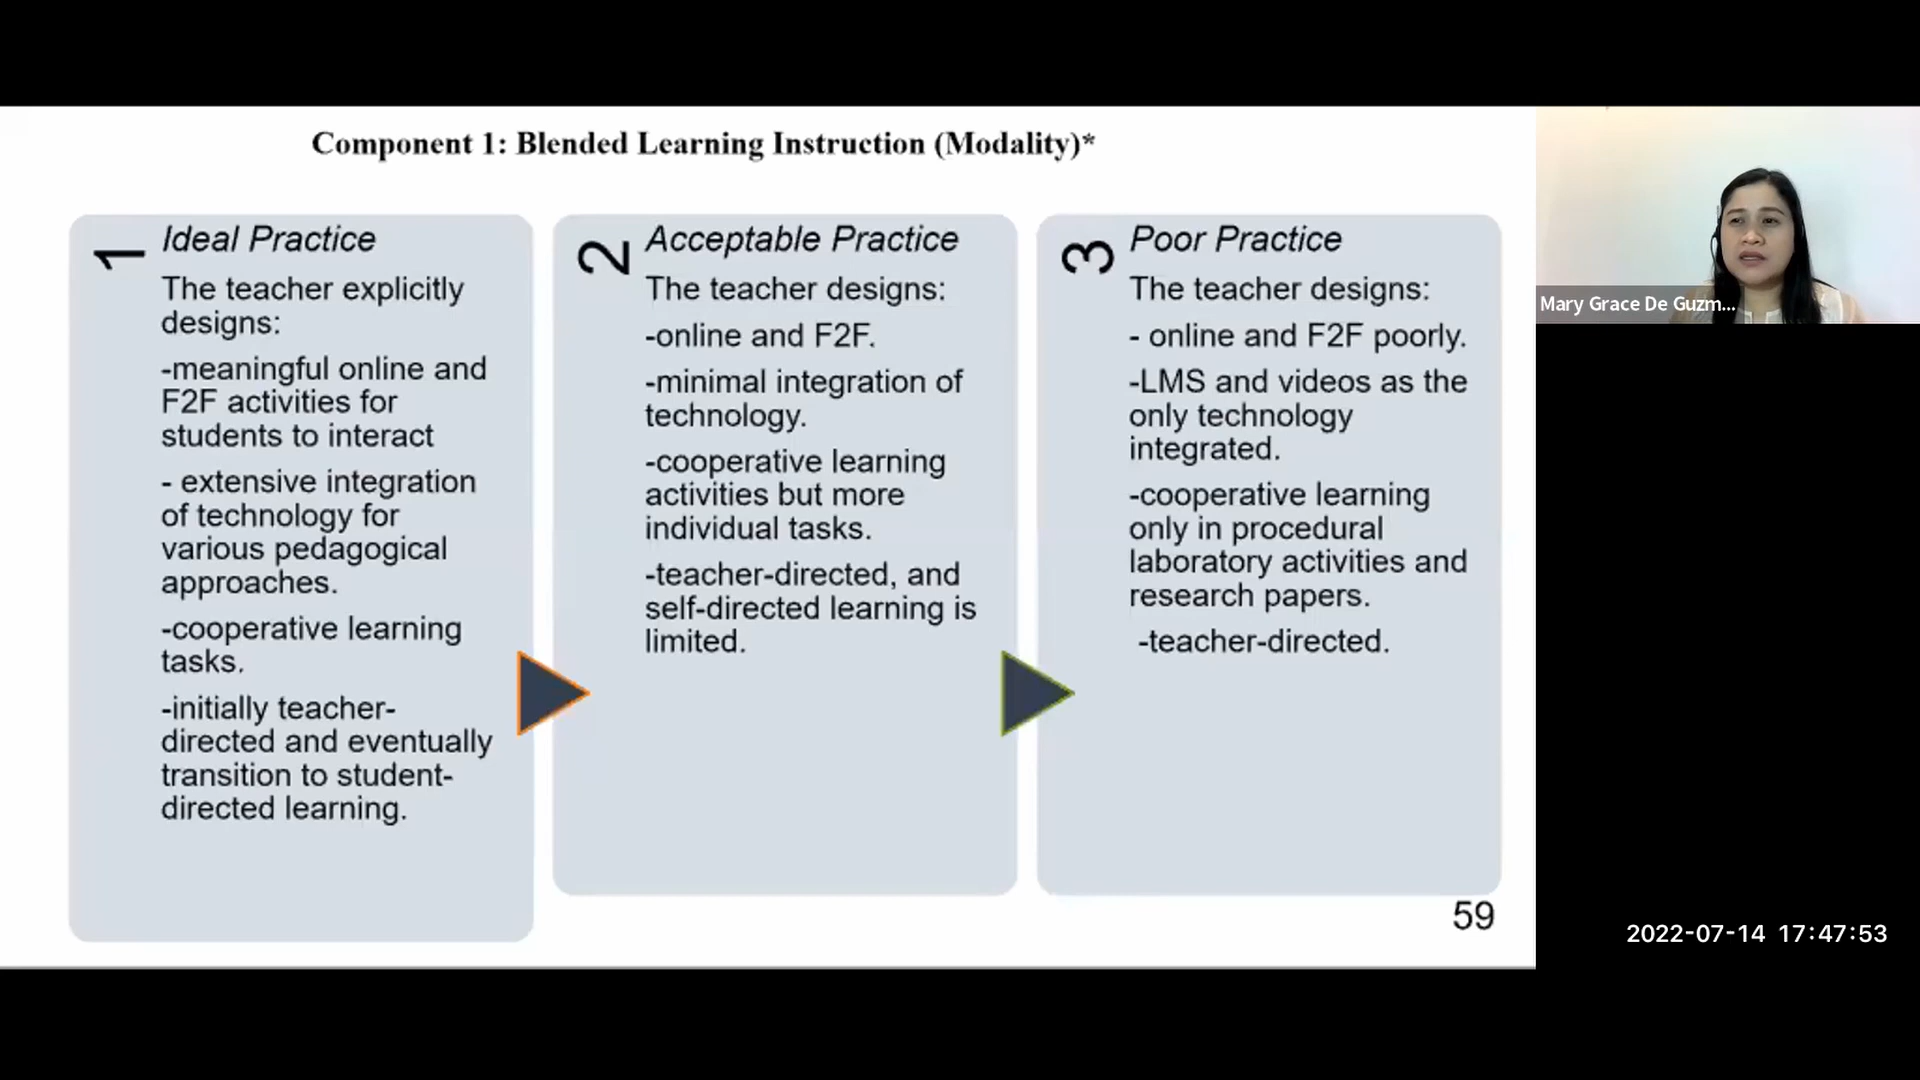 Component 1: Blended Learning Instruction (Modality)*
1
Ideal Practice
The teacher explicitly
designs:
-meaningful online and
F2F activities for
students to interact
- extensive integration
of technology for
various pedagogical
approaches.
-cooperative learning
tasks.
-initially teacher-
directed and eventually
transition to student-
directed learning.
2
Acceptable Practice
The teacher designs:
-online and F2F.
-minimal integration of
technology.
-cooperative learning
activities but more
individual tasks.
-teacher-directed, and
self-directed learning is
limited.
3
Poor Practice
The teacher designs:
- online and F2F poorly.
-LMS and videos as the
only technology
integrated.
-cooperative learning
only in procedural
laboratory activities and
research papers.
-teacher-directed.
59
Mary Grace De Guzm...
2022-07-14 17:47:53